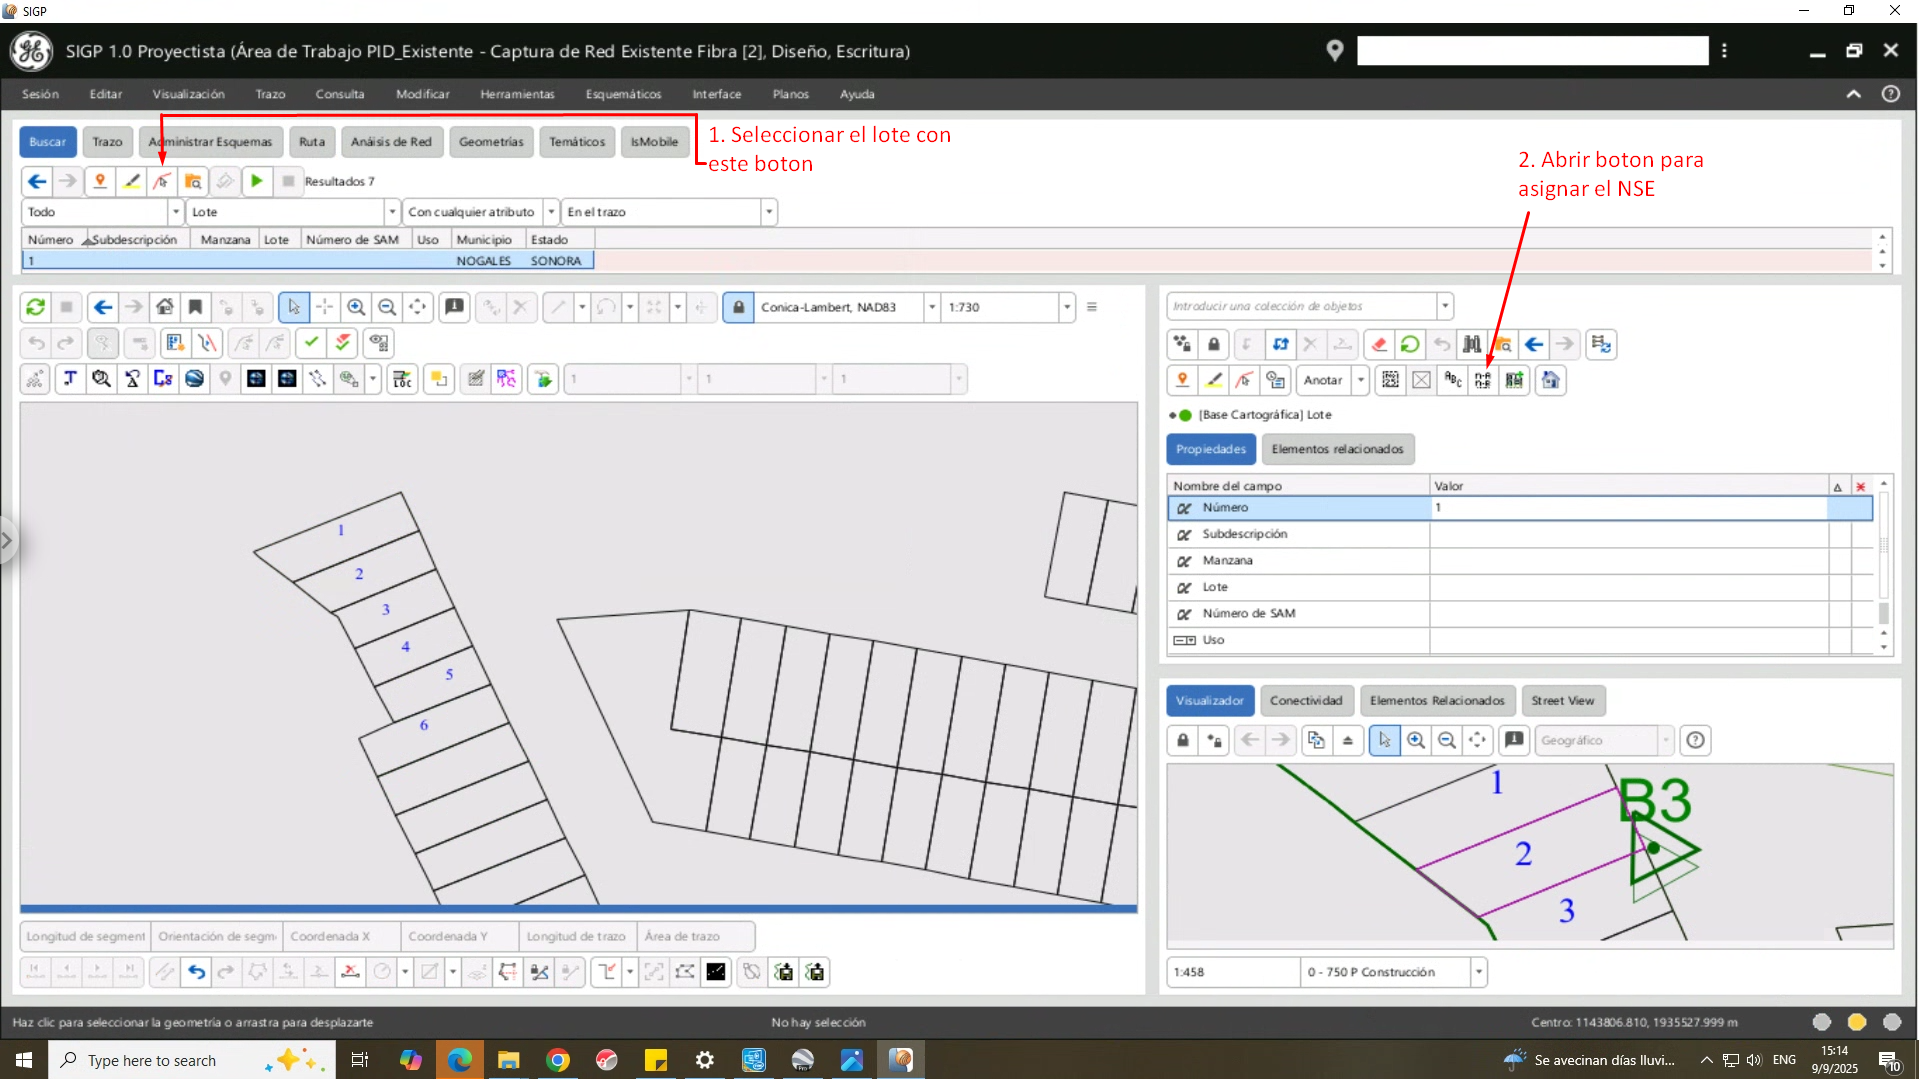 SIGP
SIGP 1.0 Proyectista (Área de Trabajo PID_Existente - Captura de Red Existente Fibra [2], Diseño, Escritura)
Sesión Editar Visualización Trazo Consulta Modificar Herramientas Esquemáticos Interface Planos Ayuda
Buscar Trazo Administrar Esquemas Ruta Anáisis de Red Geometrías Temáticos IsMobile
1. Seleccionar el lote con
este boton
2. Abrir boton para
asignar el NSE
Resultados 7
Todo Lote Con cualquier atributo En el trazo
Número Subdescripción Manzana Lote Número de SAM Uso Municipio Estado
1 NOGALES SONORA
Conica-Lambert, NAD83 1:730
LOC 1 1 1
1
2
3
4
5
6
Introducir una colección de objetos
Anotar
[Base Cartográfica] Lote
Propiedades Elementos relacionados
Nombre del campo Valor
Número 1
Subdescripción
Manzana
Lote
Número de SAM
Uso
Visualizador Conectividad Elementos Relacionados Street View
Geográfico
1
B3
2
3
1:458 0 - 750 P Construcción
Longitud de segment Orientación de segm Coordenada X Coordenada Y Longitud de trazo Área de trazo
Haz clic para seleccionar la geometría o arrastra para desplazarte No hay selección Centro: 1143806.810, 1935527.999 m
Type here to search Se avecinan días lluvi... ENG 15:14
9/9/2025 10